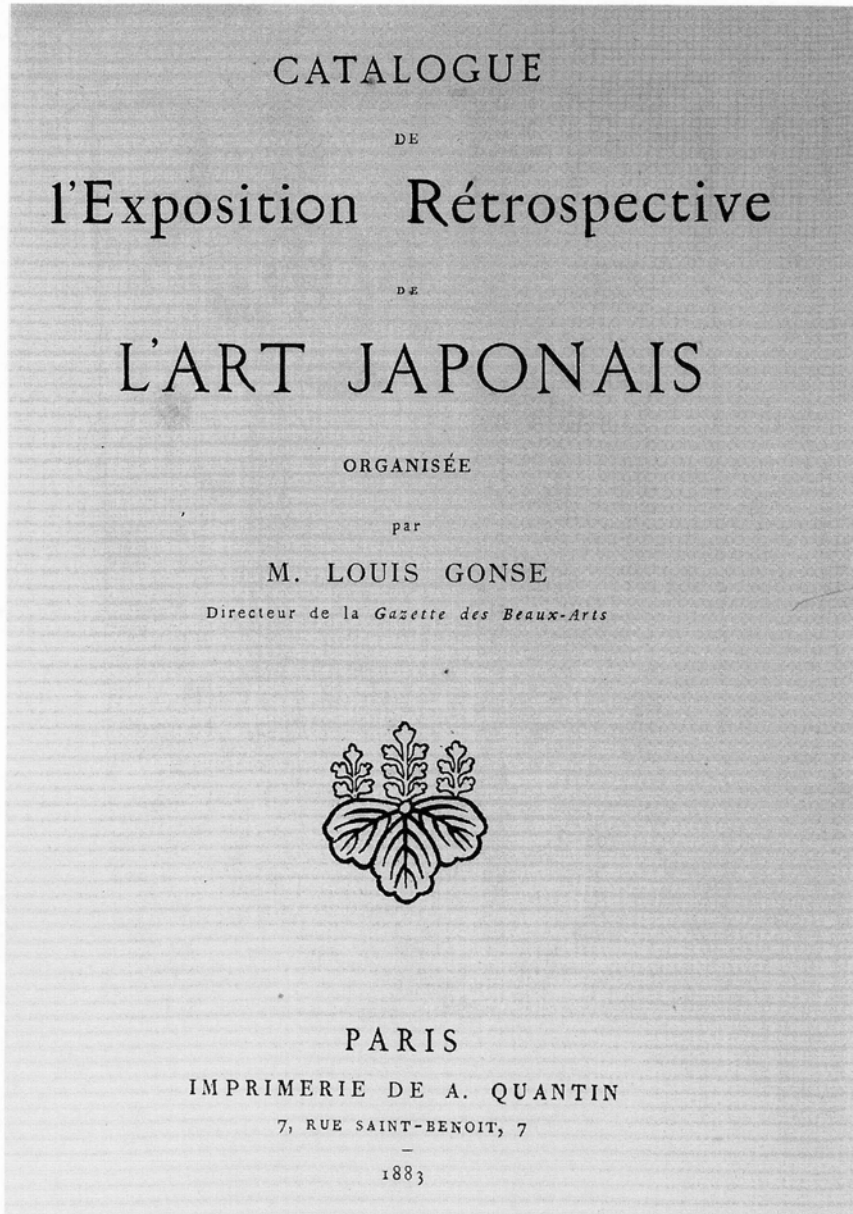 CATALOGUE
DE
l'Exposition Rétrospective
DE
L'ART JAPONAIS
ORGANISÉE
par
M. LOUIS GONSE
Directeur de la Gazette des Beaux-Arts
PARIS
IMPRIMERIE DE A. QUANTIN
7, RUE SAINT-BENOIT, 7
1883